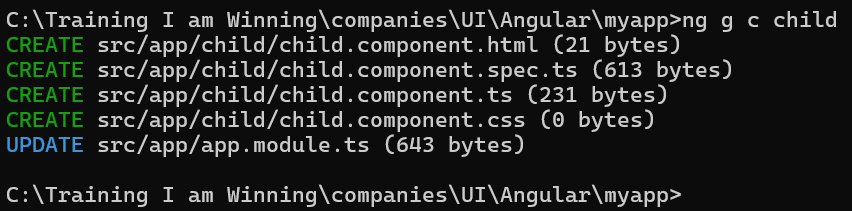 C:\Training I am Winning\companies\UI\Angular\myapp>ng g c child
CREATE src/app/child/child.component.html (21 bytes)
CREATE src/app/child/child.component.spec.ts (613 bytes)
CREATE src/app/child/child.component.ts (231 bytes)
CREATE src/app/child/child.component.css (0 bytes)
UPDATE src/app/app.module.ts (643 bytes)
C:\Training I am Winning\companies\UI\Angular\myapp>